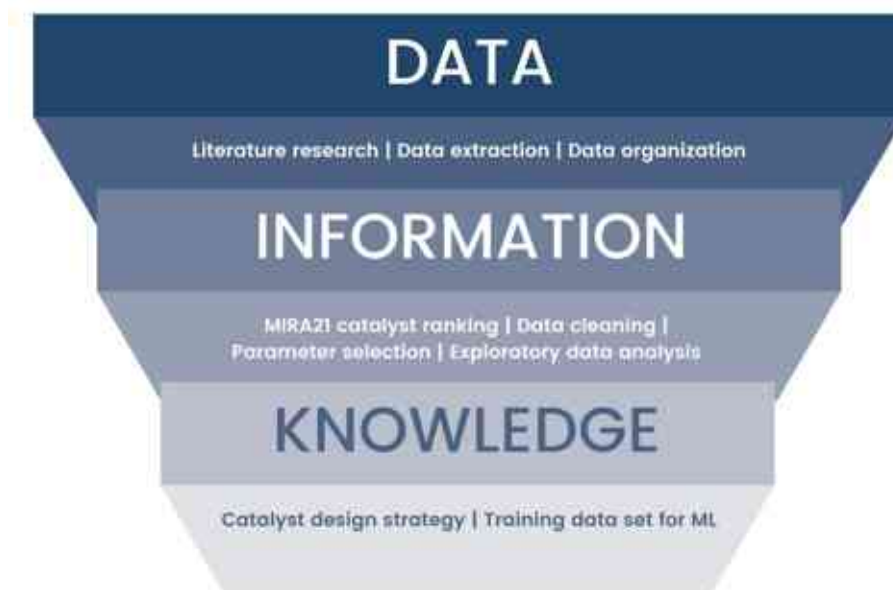 DATA
Literature research | Data extraction | Data organization
INFORMATION
MIRA21 catalyst ranking | Data cleaning |
Parameter selection | Exploratory data analysis
KNOWLEDGE
Catalyst design strategy | Training data set for ML